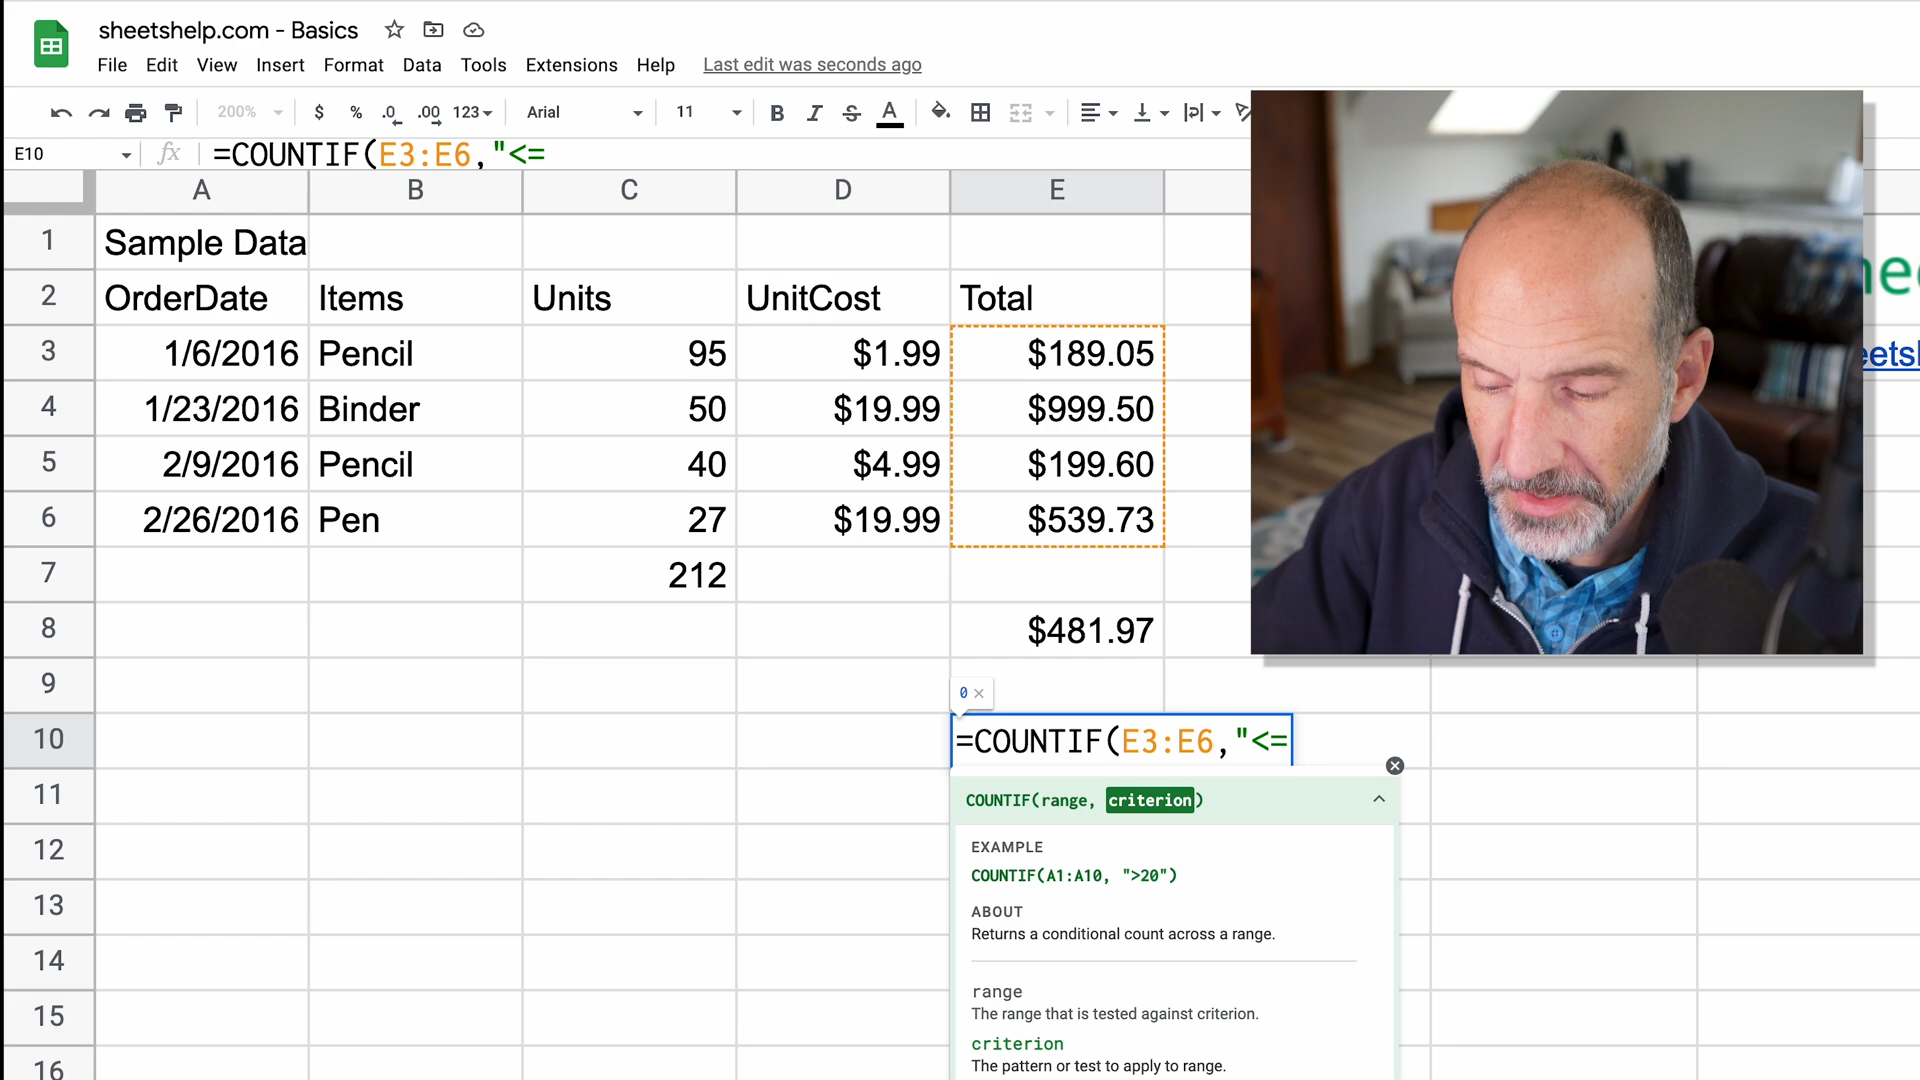 sheetshelp.com - Basics
File Edit View Insert Format Data Tools Extensions Help Last edit was seconds ago
200% $ % .0 .00 123 Arial 11 B I S A
E10 fx =COUNTIF(E3:E6,"<=
A B C D E
1 Sample Data
2 OrderDate Items Units UnitCost Total
3 1/6/2016 Pencil 95 $1.99 $189.05
4 1/23/2016 Binder 50 $19.99 $999.50
5 2/9/2016 Pencil 40 $4.99 $199.60
6 2/26/2016 Pen 27 $19.99 $539.73
7 212
8 $481.97
9 0 ×
10 =COUNTIF(E3:E6,"<=
11 COUNTIF(range, criterion)
12 EXAMPLE
COUNTIF(A1:A10, ">20")
13 ABOUT
Returns a conditional count across a range.
14
15 range
The range that is tested against criterion.
16 criterion
The pattern or test to apply to range.